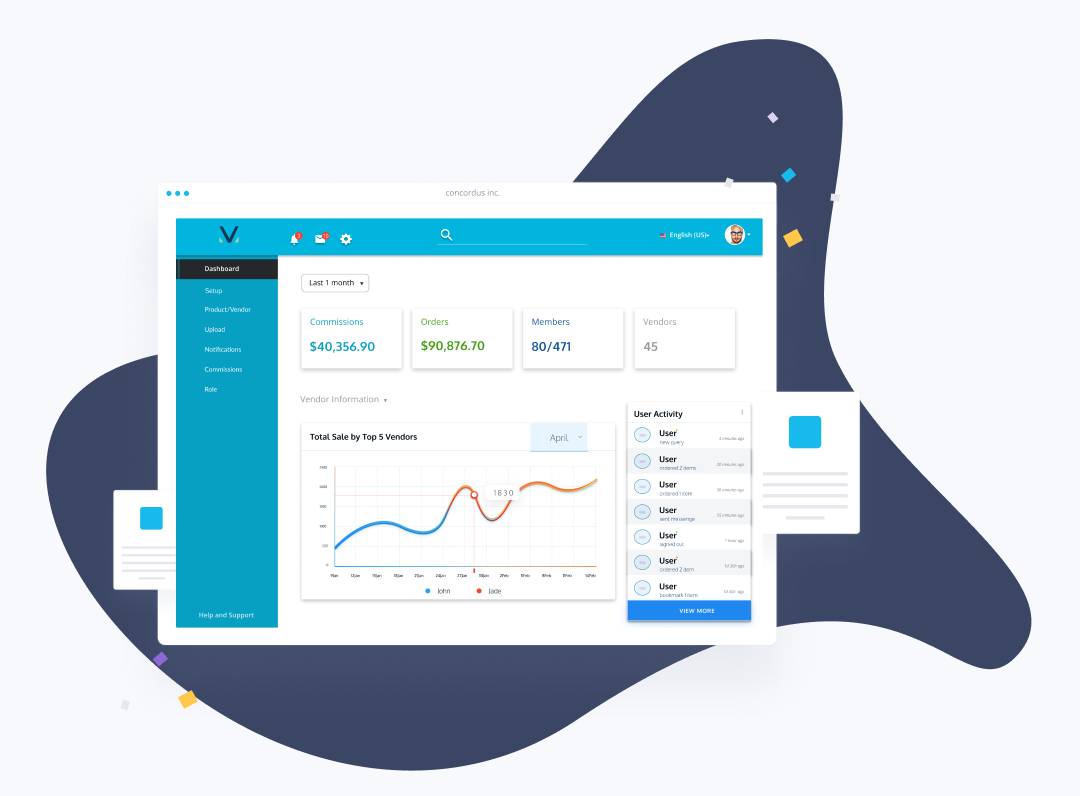 concordus inc.
English (US)
Dashboard
Setup
Product/Vendor
Upload
Notifications
Commissions
Role
Help and Support
Last 1 month
Commissions
$40,356.90
Orders
$90,876.70
Members
80/471
Vendors
45
Vendor Information
Total Sale by Top 5 Vendors
April
1830
John
Jade
User Activity
User
new query
User
ordered 2 items
User
ordered 1 item
User
sent messenge
User
signed out
User
ordered 2 item
User
bookmark 1 item
VIEW MORE